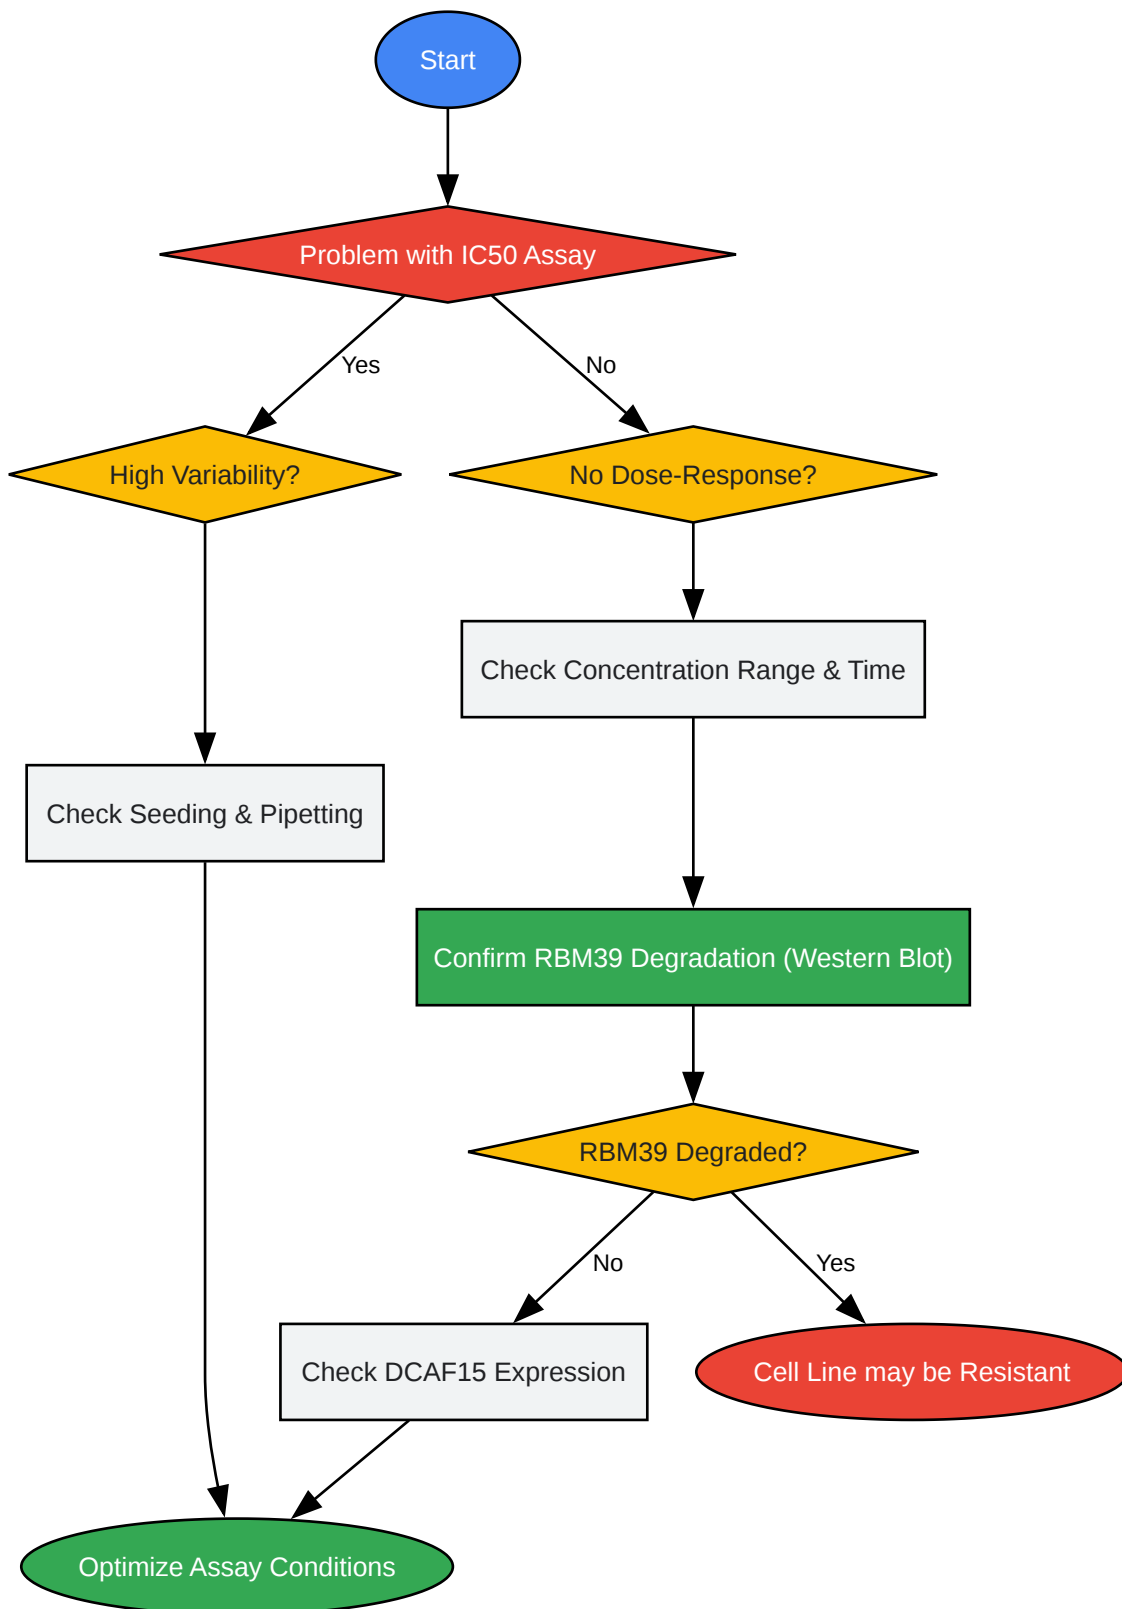 Start
Problem with IC50 Assay
Yes
No
High Variability?
No Dose-Response?
Check Concentration Range & Time
Check Seeding & Pipetting
Confirm RBM39 Degradation (Western Blot)
RBM39 Degraded?
No
Yes
Check DCAF15 Expression
Cell Line may be Resistant
Optimize Assay Conditions